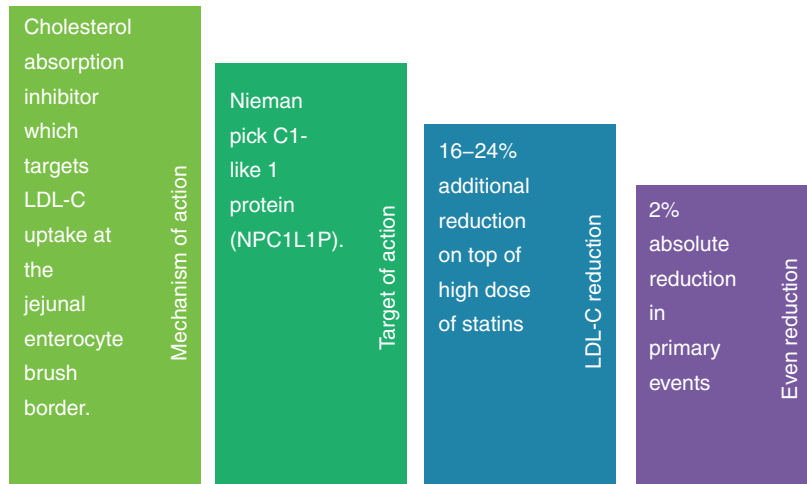 Cholesterol
absorption
inhibitor
which
targets
LDL-C
uptake at
the
jejunal
enterocyte
brush
border.
Mechanism of action
Nieman
pick C1-
like 1
protein
(NPC1L1P).
Target of action
16–24%
additional
reduction
on top of
high dose
of statins
LDL-C reduction
2%
absolute
reduction
in
primary
events
Even reduction